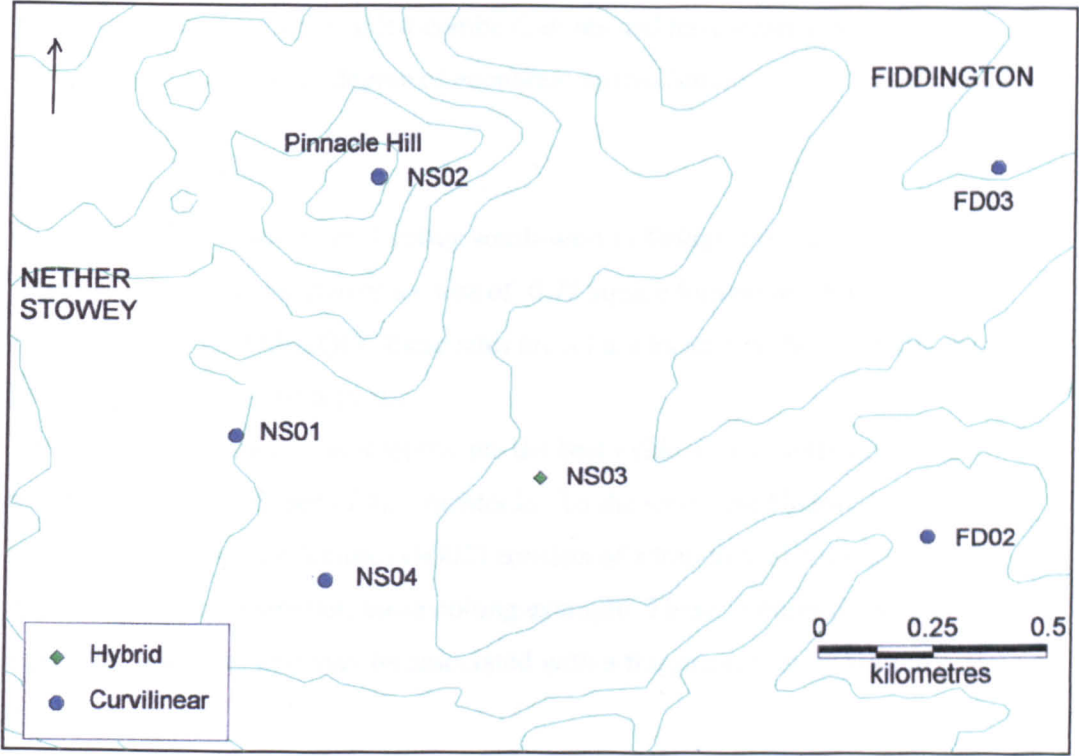 FIDDINGTON
Pinnacle Hill
NS02
FD03
NETHER
STOWEY
NS01
NS03
FD02
NS04
0 0.25 0.5
kilometres
Hybrid
Curvilinear